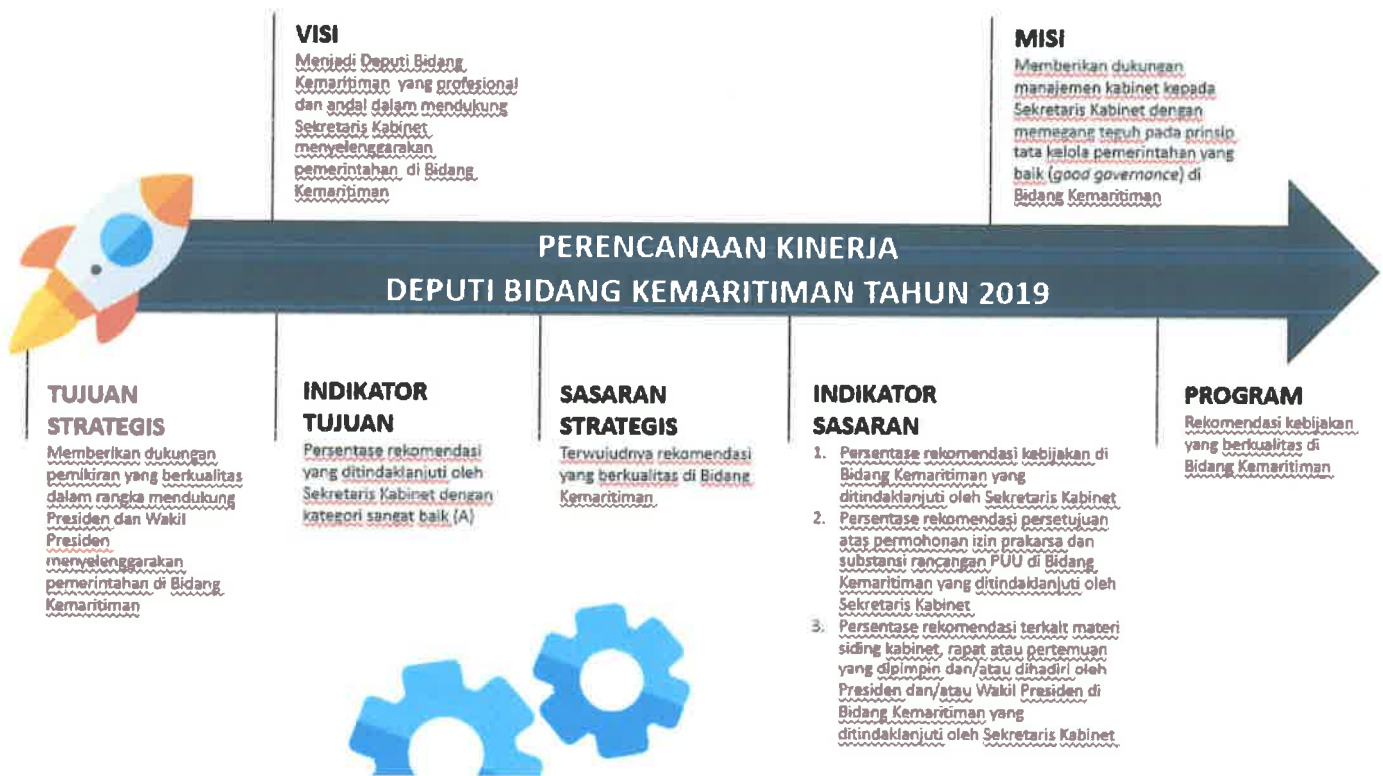 VISI
Menjadi Deputi Bidang
Kemaritiman yang profesional
dan andal dalam mendukung
Sekretaris Kabinet
menyelenggarakan
pemerintahan di Bidang
Kemaritiman
MISI
Memberikan dukungan
manajemen kabinet kepada
Sekretaris Kabinet dengan
memegang teguh pada prinsip
tata kelola pemerintahan yang
baik (good governance) di
Bidang Kemaritiman
PERENCANAAN KINERJA
DEPUTI BIDANG KEMARITIMAN TAHUN 2019
TUJUAN
STRATEGIS
Memberikan dukungan
pemikiran yang berkualitas
dalam rangka mendukung
Presiden dan Wakil
Presiden
menyelenggarakan
pemerintahan di Bidang
Kemaritiman
INDIKATOR
TUJUAN
Persentase rekomendasi
yang ditindaklanjuti oleh
Sekretaris Kabinet dengan
kategori sangat baik (A)
SASARAN
STRATEGIS
Terwujudnya rekomendasi
yang berkualitas di Bidang
Kemaritiman
INDIKATOR
SASARAN
1. Persentase rekomendasi kebijakan di
Bidang Kemaritiman yang
ditindaklanjuti oleh Sekretaris Kabinet
2. Persentase rekomendasi persetujuan
atas permohonan izin prakarsa dan
substansi rancangan PUU di Bidang
Kemaritiman yang ditindaklanjuti oleh
Sekretaris Kabinet
3. Persentase rekomendasi terkait materi
siding kabinet, rapat atau pertemuan
yang dipimpin dan/atau dihadiri oleh
Presiden dan/atau Wakil Presiden di
Bidang Kemaritiman yang
ditindaklanjuti oleh Sekretaris Kabinet
PROGRAM
Rekomendasi kebijakan
yang berkualitas di
Bidang Kemaritiman